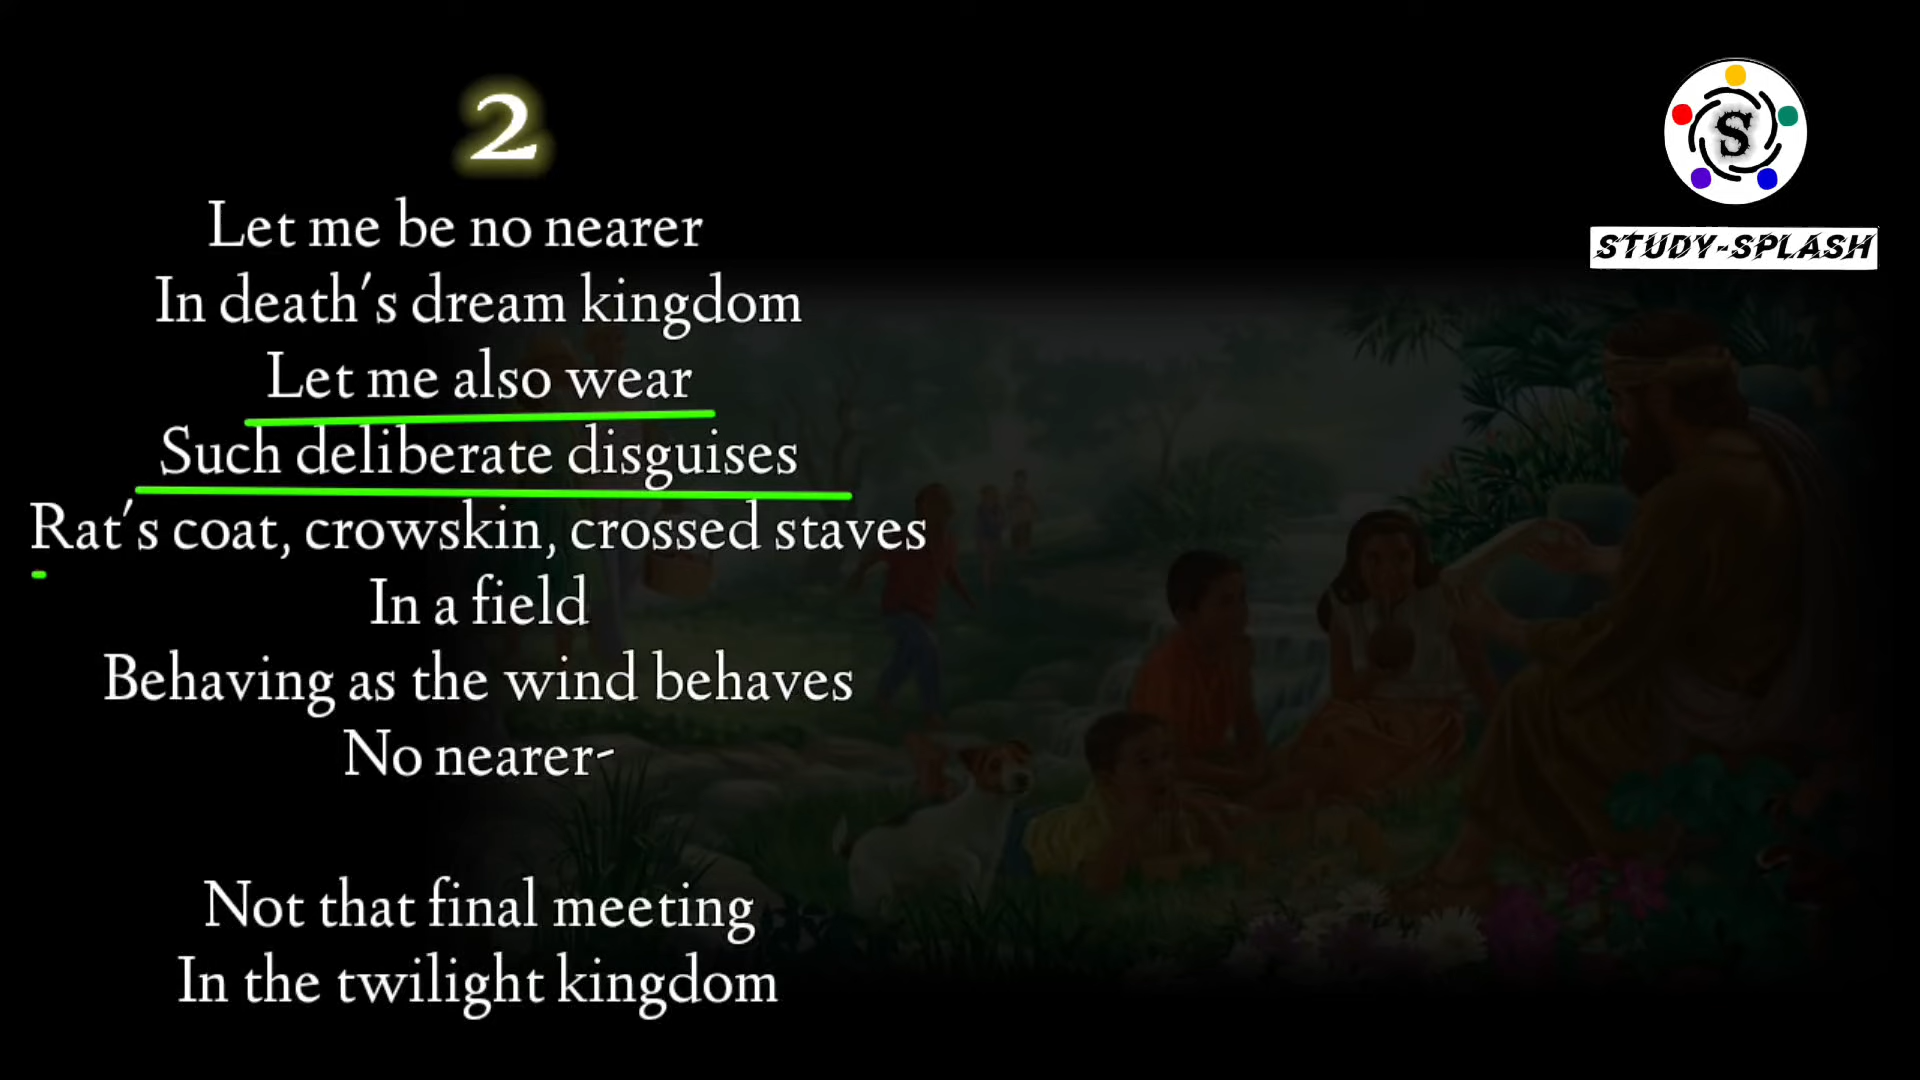 2
Let me be no nearer
In death's dream kingdom
Let me also wear
Such deliberate disguises
Rat's coat, crowskin, crossed staves
In a field
Behaving as the wind behaves
No nearer-
Not that final meeting
In the twilight kingdom
S
STUDY-SPLASH